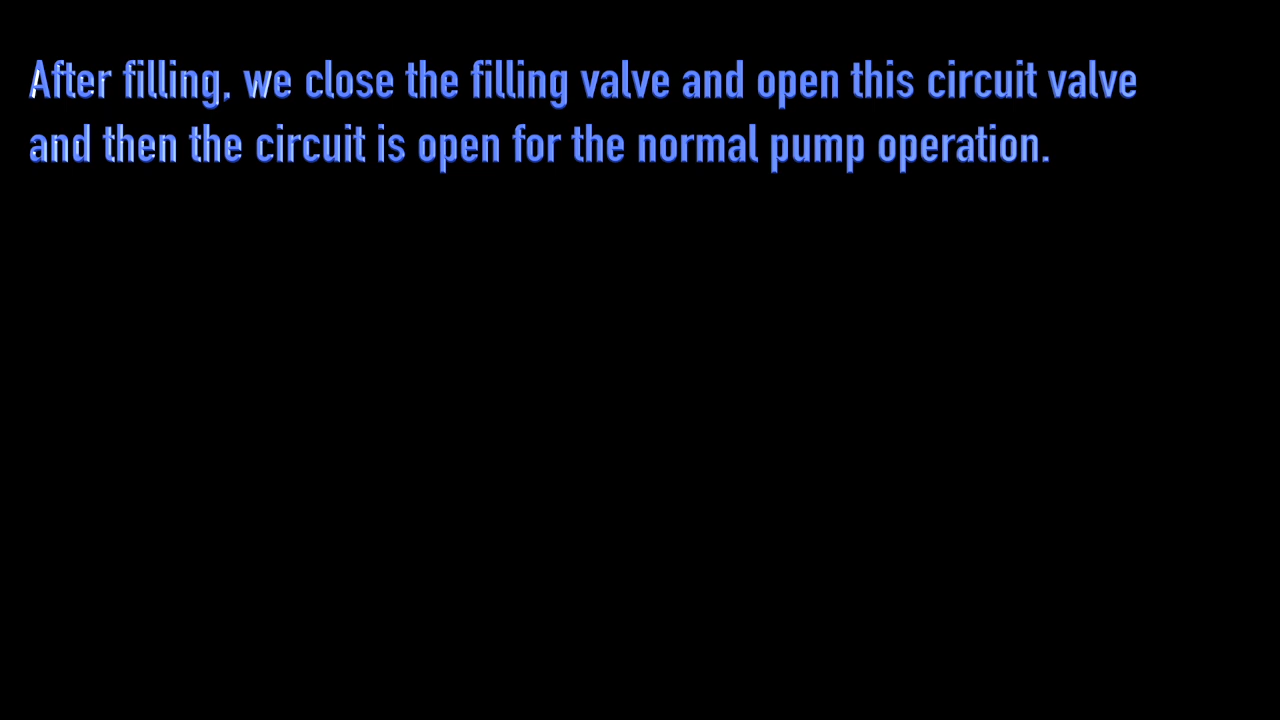 After filling, we close the filling valve and open this circuit valve
and then the circuit is open for the normal pump operation.